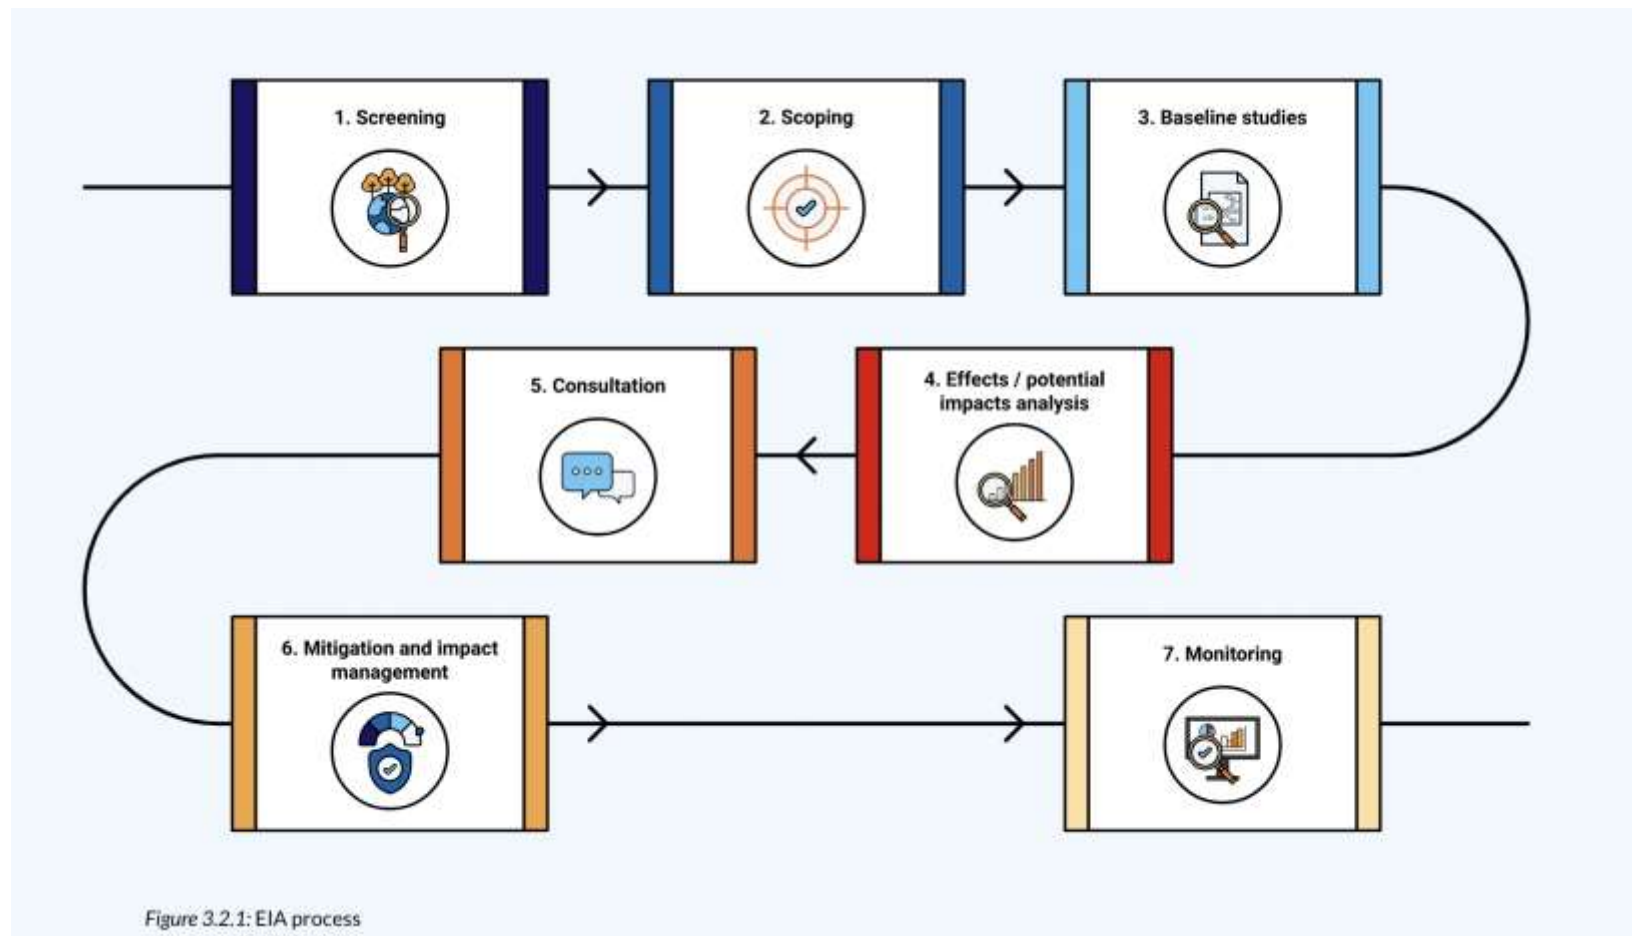 1. Screening
2. Scoping
3. Baseline studies
4. Effects / potential
impacts analysis
5. Consultation
6. Mitigation and impact
management
7. Monitoring
Figure 3.2.1: EIA process